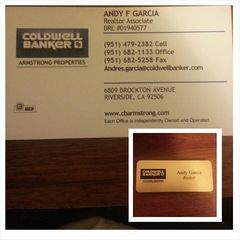 ANDY F GARCIA
Realtor Associate
BRE #01940577
COLDWELL
BANKER
ARMSTRONG PROPERTIES
(951) 479-2382 Cell
(951) 682-1133 Office
(951) 682-5258 Fax
Andres.garcia@coldwellbanker.com
6809 BROCKTON AVENUE
RIVERSIDE, CA 92506
www.cbarmstrong.com
Each Office is Independently Owned and Operated.
COLDWELL
BANKER
Andy Garcia
Realtor